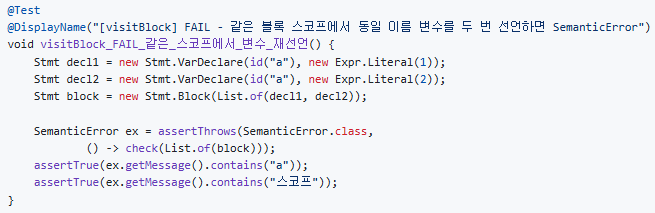 @Test
@DisplayName("[visitBlock] FAIL - 같은 블록 스코프에서 동일 이름 변수를 두 번 선언하면 SemanticError")
void visitBlock_FAIL_같은_스코프에서_변수_재선언() {
    Stmt decl1 = new Stmt.VarDeclare(id("a"), new Expr.Literal(1));
    Stmt decl2 = new Stmt.VarDeclare(id("a"), new Expr.Literal(2));
    Stmt block = new Stmt.Block(List.of(decl1, decl2));
    SemanticError ex = assertThrows(SemanticError.class,
            () -> check(List.of(block)));
    assertTrue(ex.getMessage().contains("a"));
    assertTrue(ex.getMessage().contains("스코프"));
}